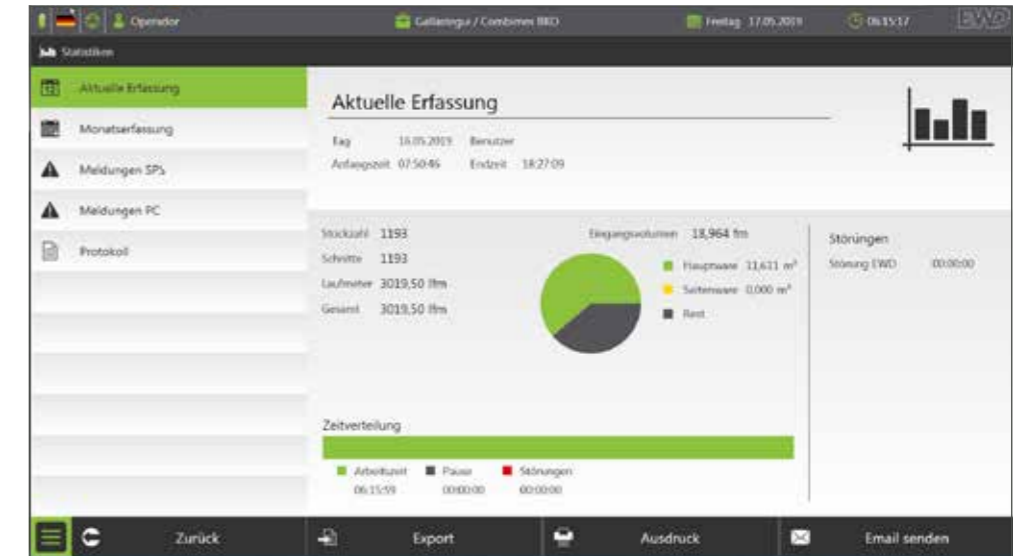 Operador Gallastegui / Combimes BKO Freitag 17.05.2019 06:15:17 EWD
Statistiken
Aktuelle Erfassung
Monatserfassung
Meldungen SPS
Meldungen PC
Protokoll
Aktuelle Erfassung
Tag 16.05.2019 Benutzer
Anfangszeit 07:50:46 Endzeit 18:27:09
Stückzahl 1193
Schnitte 1193
Laufmeter 3019,50 lfm
Gesamt 3019,50 lfm
Eingangsvolumen 18,964 fm
Hauptware 11,611 m³
Seitenware 0,000 m³
Rest
Störungen
Störung EWD 00:00:00
Zeitverteilung
Arbeitszeit Pause Störungen
06:15:59 00:00:00 00:00:00
Zurück Export Ausdruck Email senden